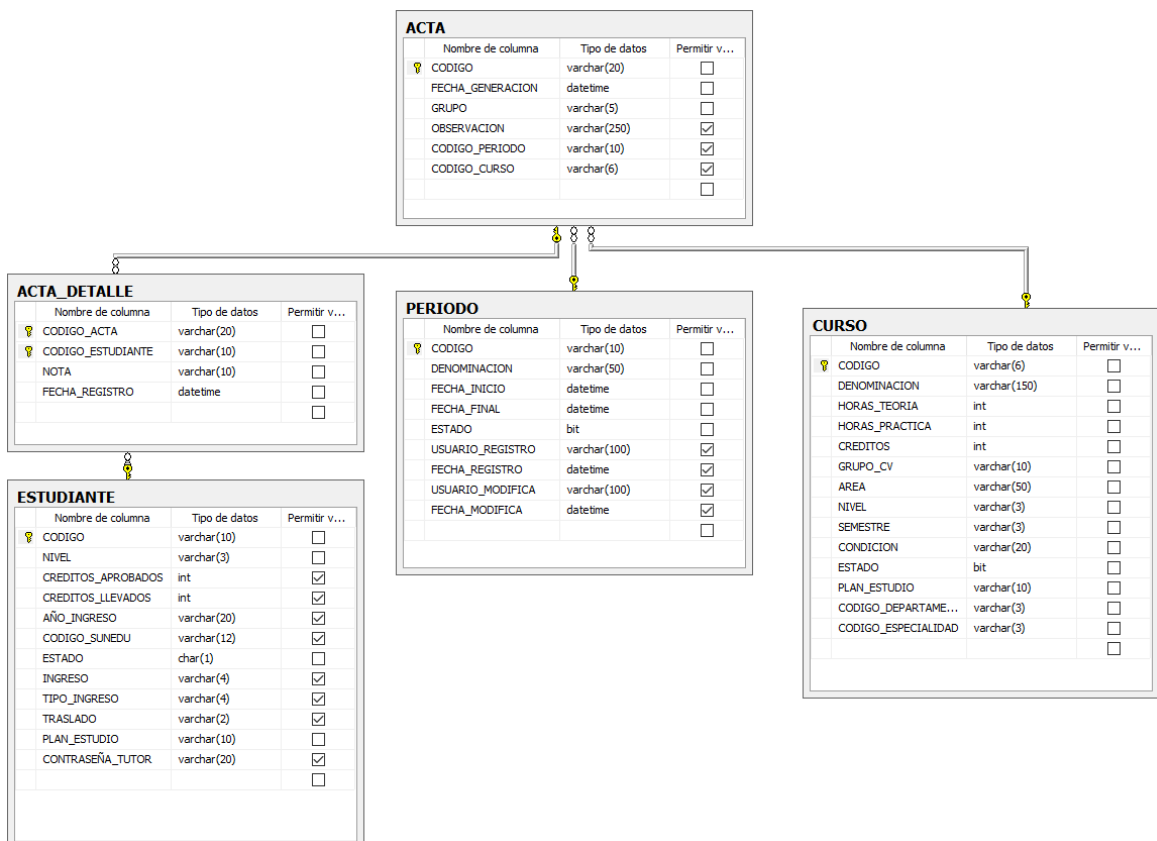 ACTA
Nombre de columna Tipo de datos Permitir v...
CODIGO varchar(20)
FECHA_GENERACION datetime
GRUPO varchar(5)
OBSERVACION varchar(250)
CODIGO_PERIODO varchar(10)
CODIGO_CURSO varchar(6)
ACTA_DETALLE
Nombre de columna Tipo de datos Permitir v...
CODIGO_ACTA varchar(20)
CODIGO_ESTUDIANTE varchar(10)
NOTA varchar(10)
FECHA_REGISTRO datetime
PERIODO
Nombre de columna Tipo de datos Permitir v...
CODIGO varchar(10)
DENOMINACION varchar(50)
FECHA_INICIO datetime
FECHA_FINAL datetime
ESTADO bit
USUARIO_REGISTRO varchar(100)
FECHA_REGISTRO datetime
USUARIO_MODIFICA varchar(100)
FECHA_MODIFICA datetime
CURSO
Nombre de columna Tipo de datos Permitir v...
CODIGO varchar(6)
DENOMINACION varchar(150)
HORAS_TEORIA int
HORAS_PRACTICA int
CREDITOS int
GRUPO_CV varchar(10)
AREA varchar(50)
NIVEL varchar(3)
SEMESTRE varchar(3)
CONDICION varchar(20)
ESTADO bit
PLAN_ESTUDIO varchar(10)
CODIGO_DEPARTAME... varchar(3)
CODIGO_ESPECIALIDAD varchar(3)
ESTUDIANTE
Nombre de columna Tipo de datos Permitir v...
CODIGO varchar(10)
NIVEL varchar(3)
CREDITOS_APROBADOS int
CREDITOS_LLEVADOS int
AÑO_INGRESO varchar(20)
CODIGO_SUNEDU varchar(12)
ESTADO char(1)
INGRESO varchar(4)
TIPO_INGRESO varchar(4)
TRASLADO varchar(2)
PLAN_ESTUDIO varchar(10)
CONTRASEÑA_TUTOR varchar(20)